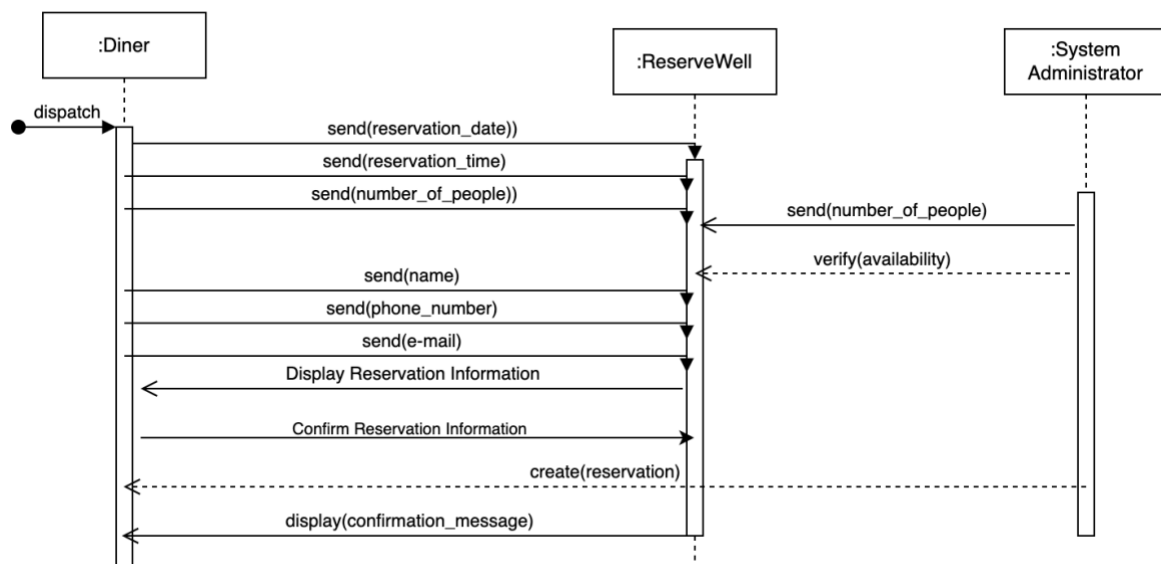 :Diner
:ReserveWell
:System
Administrator
dispatch
send(reservation_date))
send(reservation_time)
send(number_of_people))
send(number_of_people)
verify(availability)
send(name)
send(phone_number)
send(e-mail)
Display Reservation Information
Confirm Reservation Information
create(reservation)
display(confirmation_message)